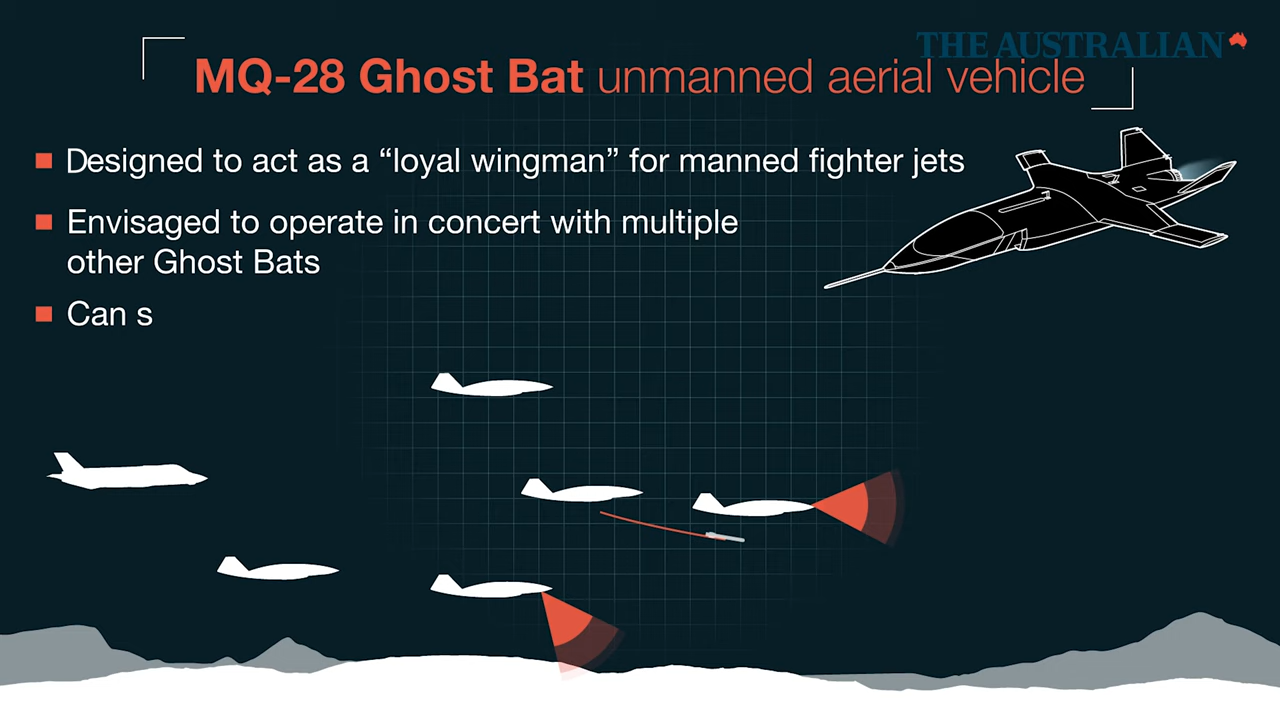 THE AUSTRALIAN
MQ-28 Ghost Bat unmanned aerial vehicle
Designed to act as a “loyal wingman” for manned fighter jets
Envisaged to operate in concert with multiple
other Ghost Bats
Can s